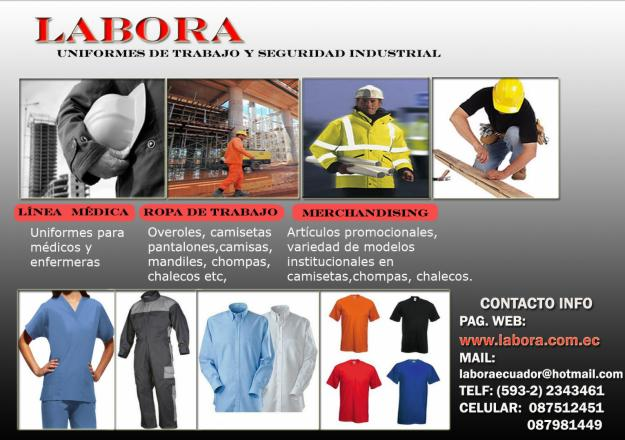 LABORA
UNIFORMES DE TRABAJO Y SEGURIDAD INDUSTRIAL
LÍNEA MÉDICA
Uniformes para
médicos y
enfermeras
ROPA DE TRABAJO
Overoles, camisetas
pantalones,camisas,
mandiles, chompas,
chalecos etc,
MERCHANDISING
Artículos promocionales,
variedad de modelos
institucionales en
camisetas,chompas, chalecos.
CONTACTO INFO
PAG. WEB:
www.labora.com.ec
MAIL:
laboraecuador@hotmail.com
TELF: (593-2) 2343461
CELULAR: 087512451
087981449